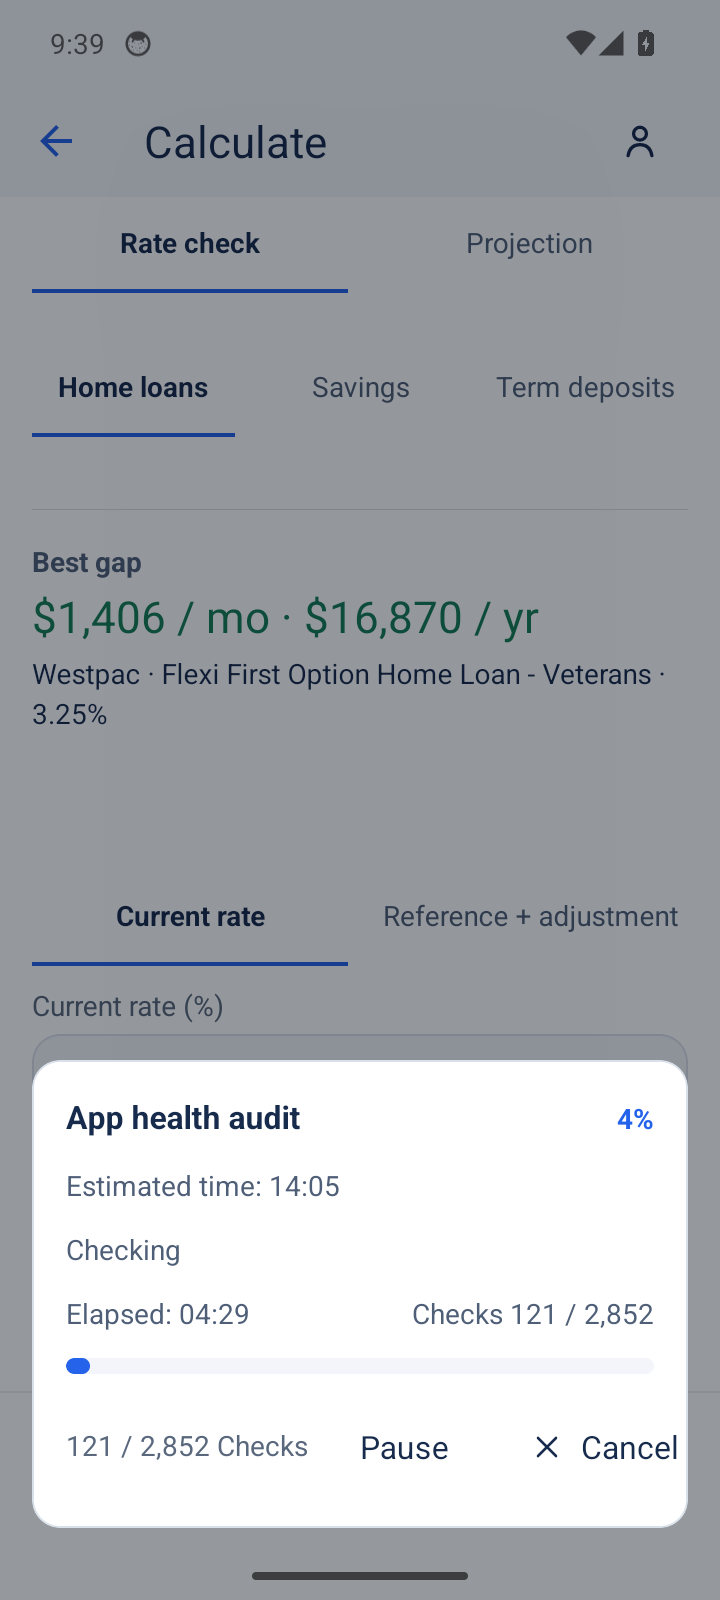 9:39
Calculate
Rate check Projection
Home loans Savings Term deposits
Best gap
$1,406 / mo · $16,870 / yr
Westpac · Flexi First Option Home Loan - Veterans ·
3.25%
Current rate Reference + adjustment
Current rate (%)
App health audit 4%
Estimated time: 14:05
Checking
Elapsed: 04:29 Checks 121 / 2,852
121 / 2,852 Checks Pause Cancel